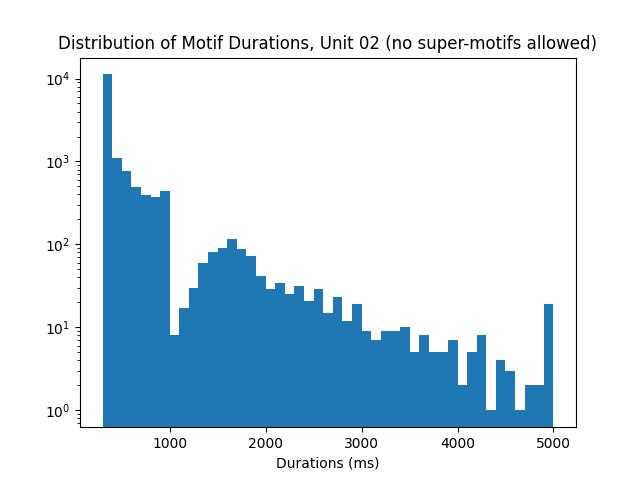 Distribution of Motif Durations, Unit 02 (no super-motifs allowed)
10⁴
10³
10²
10¹
10⁰
1000 2000 3000 4000 5000
Durations (ms)